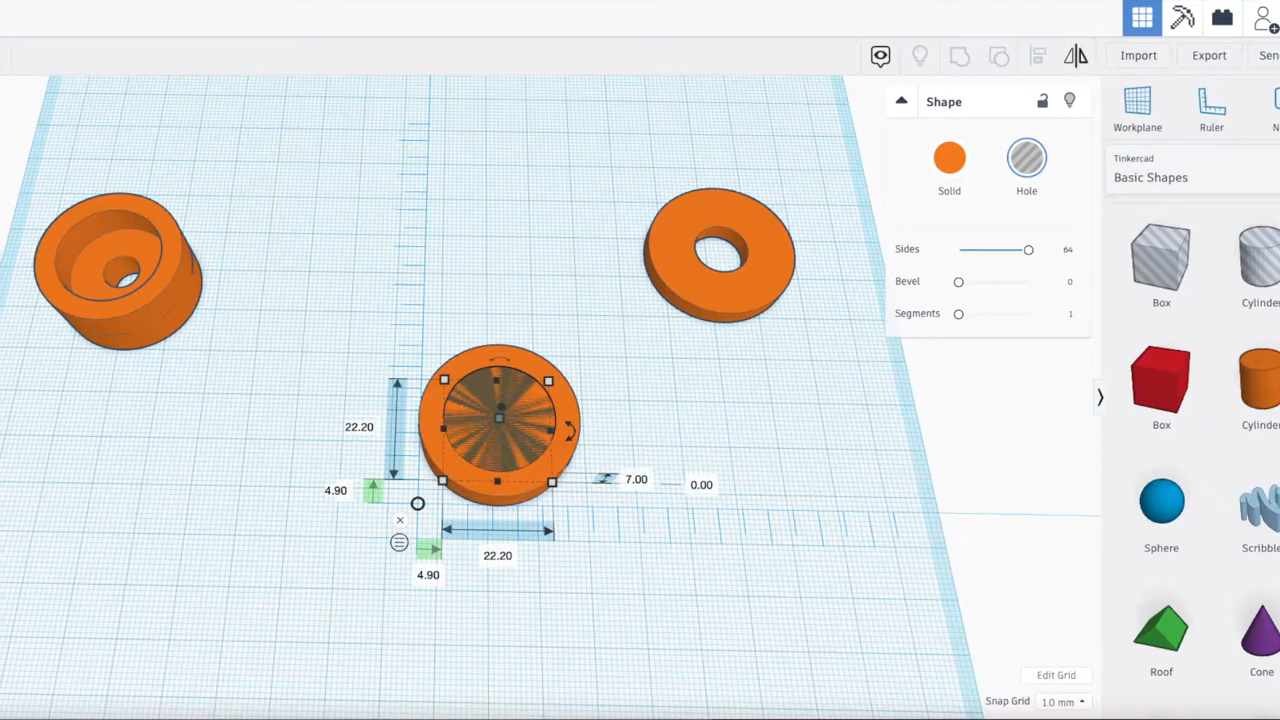 Import
Export
Sen
Shape
Workplane
Ruler
N
Solid
Hole
Tinkercad
Basic Shapes
Sides
64
Bevel
0
Segments
1
Box
Cylinder
Box
Cylinder
22.20
4.90
7.00
0.00
22.20
4.90
Sphere
Scribble
Roof
Cone
Edit Grid
Snap Grid
1.0 mm